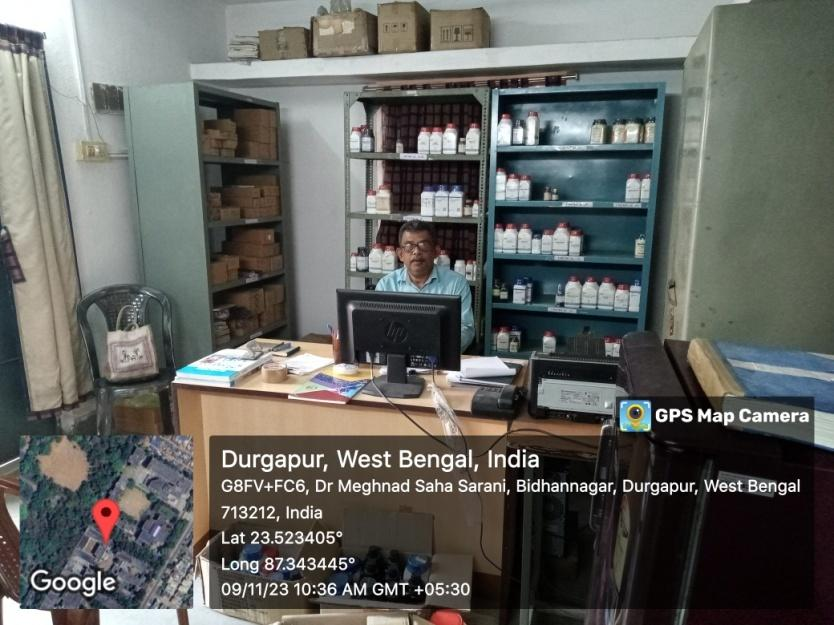 hp
GPS Map Camera
Durgapur, West Bengal, India
G8FV+FC6, Dr Meghnad Saha Sarani, Bidhannagar, Durgapur, West Bengal
713212, India
Lat 23.523405°
Long 87.343445°
09/11/23 10:36 AM GMT +05:30
Google